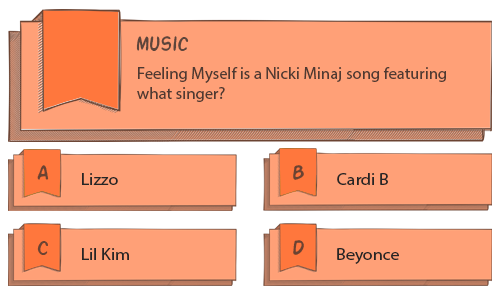 MUSIC
Feeling Myself is a Nicki Minaj song featuring
what singer?
A Lizzo
B Cardi B
C Lil Kim
D Beyonce